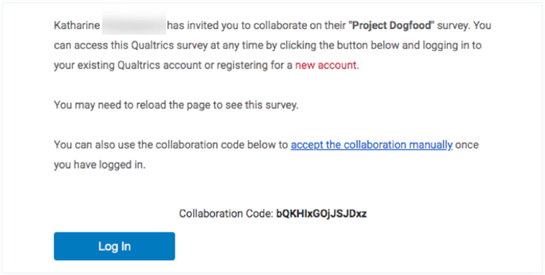 Katharine has invited you to collaborate on their "Project Dogfood" survey. You
can access this Qualtrics survey at any time by clicking the button below and logging in to
your existing Qualtrics account or registering for a new account.
You may need to reload the page to see this survey.
You can also use the collaboration code below to accept the collaboration manually once
you have logged in.
Collaboration Code: bQKHIxGOjJSJDxz
Log In